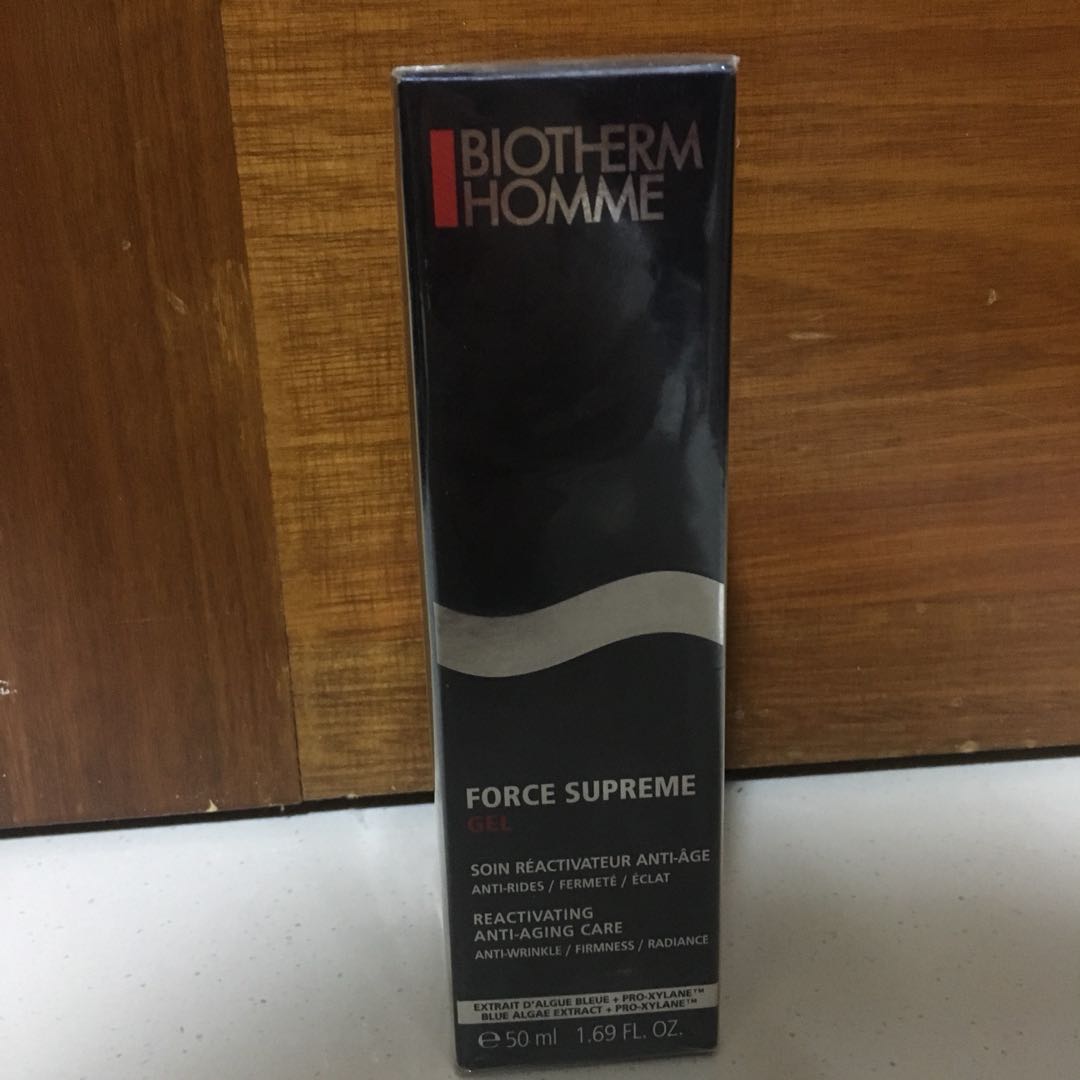 BIOTHERM
HOMME
FORCE SUPREME
GEL
SOIN RÉACTIVATEUR ANTI-ÂGE
ANTI-RIDES / FERMETÉ / ÉCLAT
REACTIVATING
ANTI-AGING CARE
ANTI-WRINKLE / FIRMNESS / RADIANCE
EXTRAIT D'ALGUE BLEUE + PRO-XYLANE™
BLUE ALGAE EXTRACT + PRO-XYLANE™
℮ 50 ml 1.69 FL. OZ.